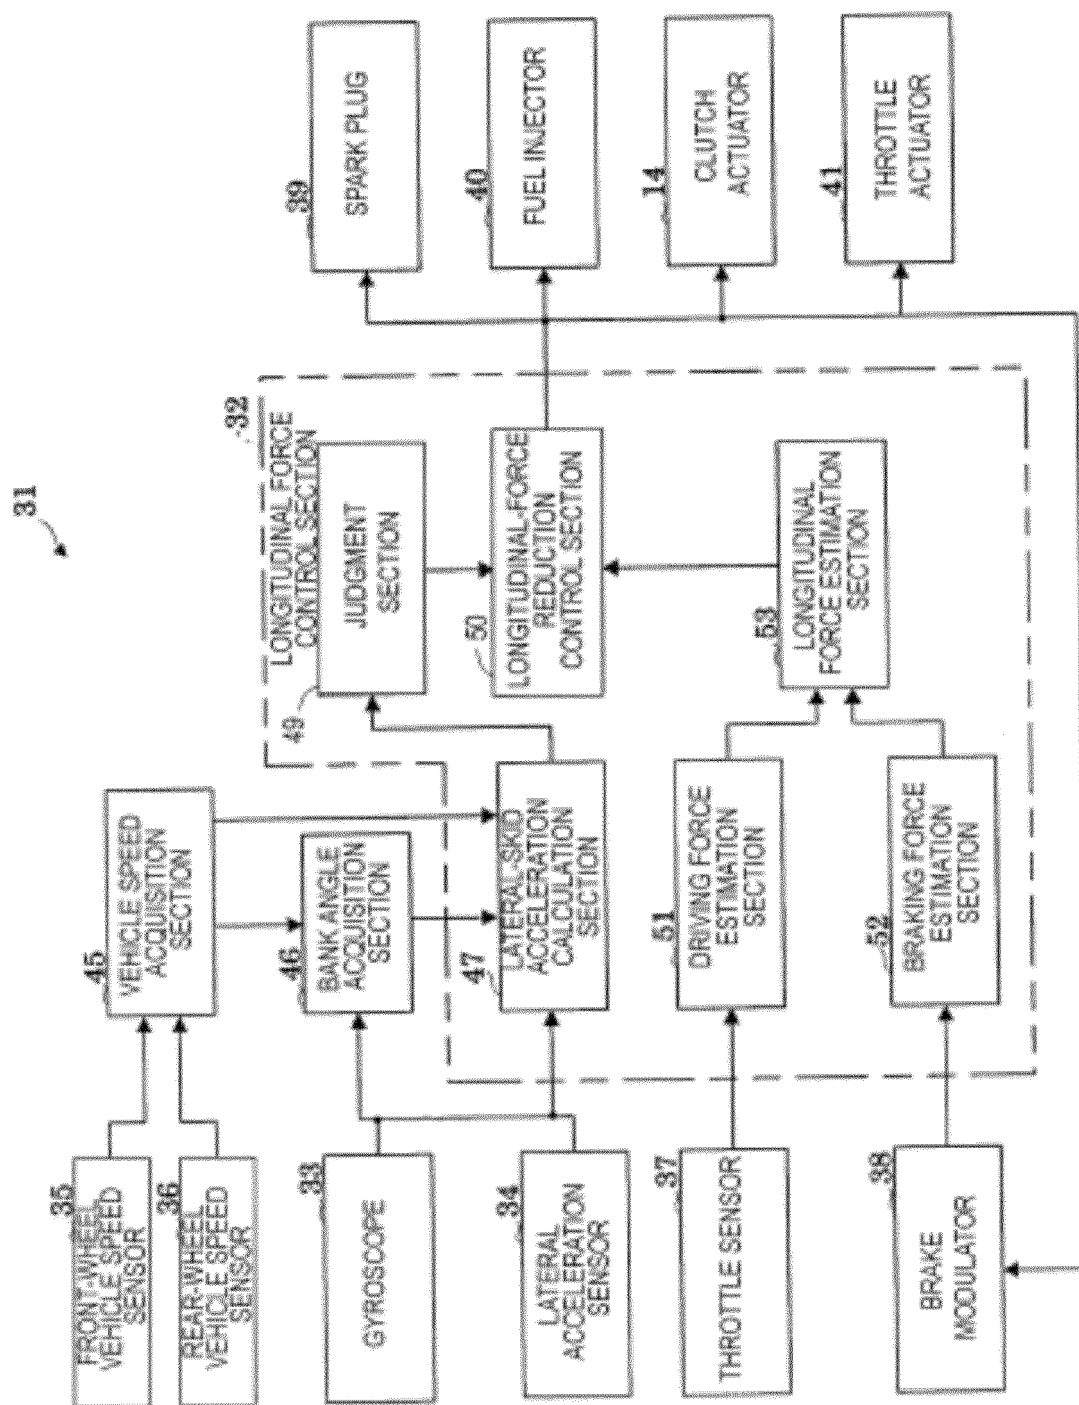 31
35
FRONT-WHEEL
VEHICLE SPEED
SENSOR
36
REAR-WHEEL
VEHICLE SPEED
SENSOR
33
GYROSCOPE
34
LATERAL
ACCELERATION
SENSOR
37
THROTTLE SENSOR
38
BRAKE
MODULATOR
45
VEHICLE SPEED
ACQUISITION
SECTION
46
BANK ANGLE
ACQUISITION
SECTION
47
LATERAL-SKID
ACCELERATION
CALCULATION
SECTION
51
DRIVING FORCE
ESTIMATION
SECTION
52
BRAKING FORCE
ESTIMATION
SECTION
32
LONGITUDINAL FORCE
CONTROL SECTION
49
JUDGMENT
SECTION
50
LONGITUDINAL-FORCE
REDUCTION
CONTROL SECTION
53
LONGITUDINAL
FORCE ESTIMATION
SECTION
39
SPARK PLUG
40
FUEL INJECTOR
14
CLUTCH
ACTUATOR
41
THROTTLE
ACTUATOR